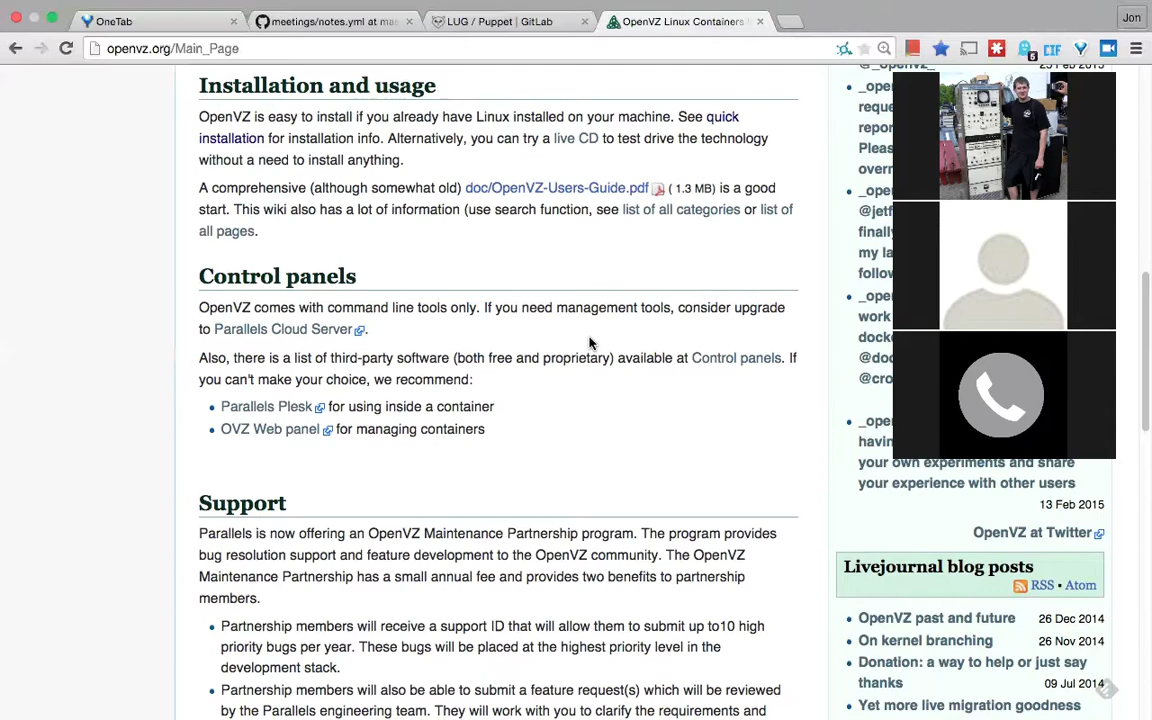 OneTab
meetings/notes.yml at mas
LUG / Puppet | GitLab
OpenVZ Linux Containers
Jon
openvz.org/Main_Page
5
CIF
Installation and usage
OpenVZ is easy to install if you already have Linux installed on your machine. See quick
installation for installation info. Alternatively, you can try a live CD to test drive the technology
without a need to install anything.
A comprehensive (although somewhat old) doc/OpenVZ-Users-Guide.pdf ( 1.3 MB) is a good
start. This wiki also has a lot of information (use search function, see list of all categories or list of
all pages.
Control panels
OpenVZ comes with command line tools only. If you need management tools, consider upgrade
to Parallels Cloud Server.
Also, there is a list of third-party software (both free and proprietary) available at Control panels. If
you can't make your choice, we recommend:
• Parallels Plesk for using inside a container
• OVZ Web panel for managing containers
Support
Parallels is now offering an OpenVZ Maintenance Partnership program. The program provides
bug resolution support and feature development to the OpenVZ community. The OpenVZ
Maintenance Partnership has a small annual fee and provides two benefits to partnership
members.
• Partnership members will receive a support ID that will allow them to submit up to10 high
priority bugs per year. These bugs will be placed at the highest priority level in the
development stack.
• Partnership members will also be able to submit a feature request(s) which will be reviewed
by the Parallels engineering team. They will work with you to clarify the requirements and
@_openvz_
• _ope
reque
repor
Pleas
overr
• _ope
@jetf
finally
my la
follow
• _ope
work
docke
@doc
@cro
• _ope
havin
your own experiments and share
your experience with other users
13 Feb 2015
OpenVZ at Twitter
Livejournal blog posts
RSS • Atom
• OpenVZ past and future 26 Dec 2014
• On kernel branching 26 Nov 2014
• Donation: a way to help or just say
thanks 09 Jul 2014
• Yet more live migration goodness